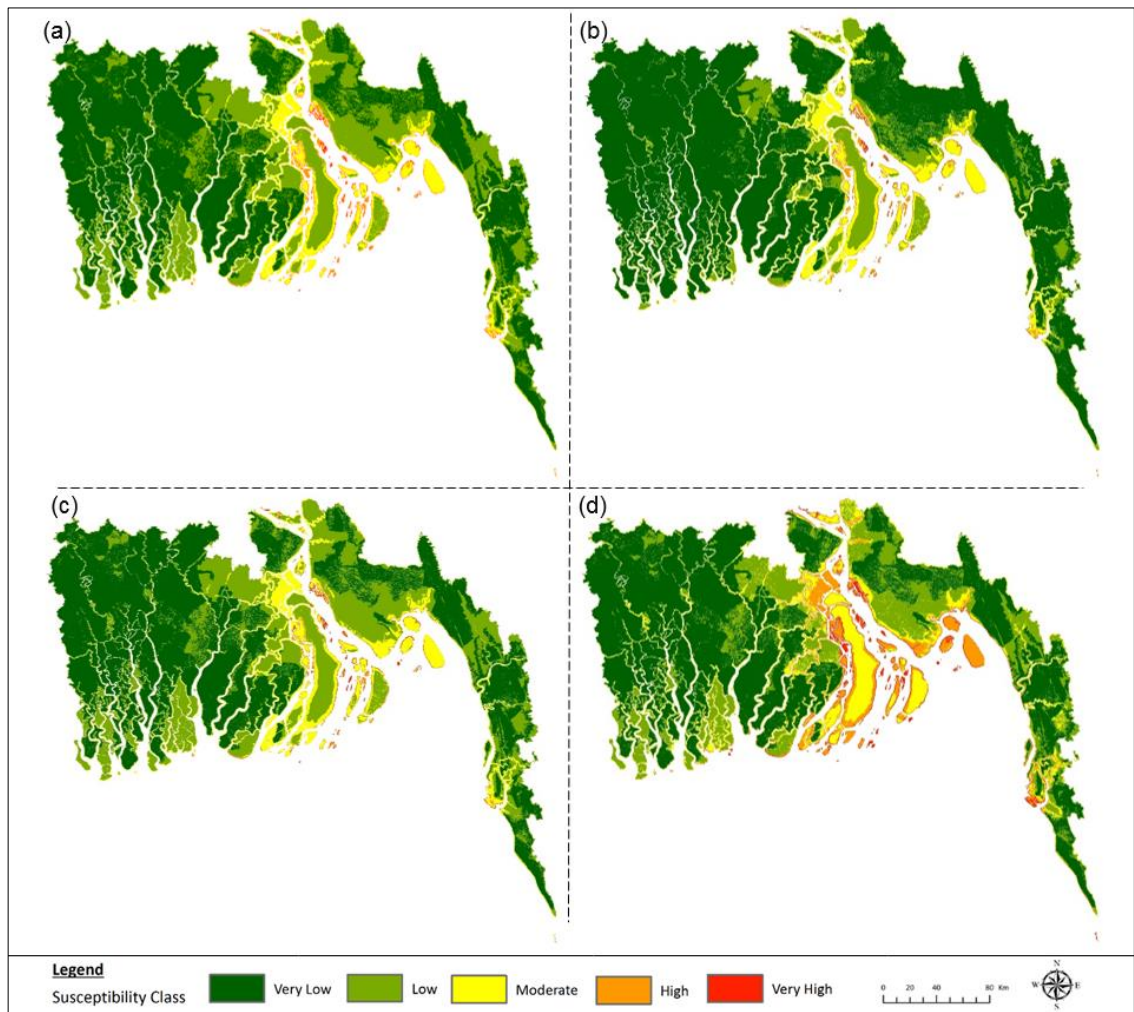 (a)
(b)
(c)
(d)
Legend
Susceptibility Class
Very Low
Low
Moderate
High
Very High
0 20 40 80 Km
N
W E
S